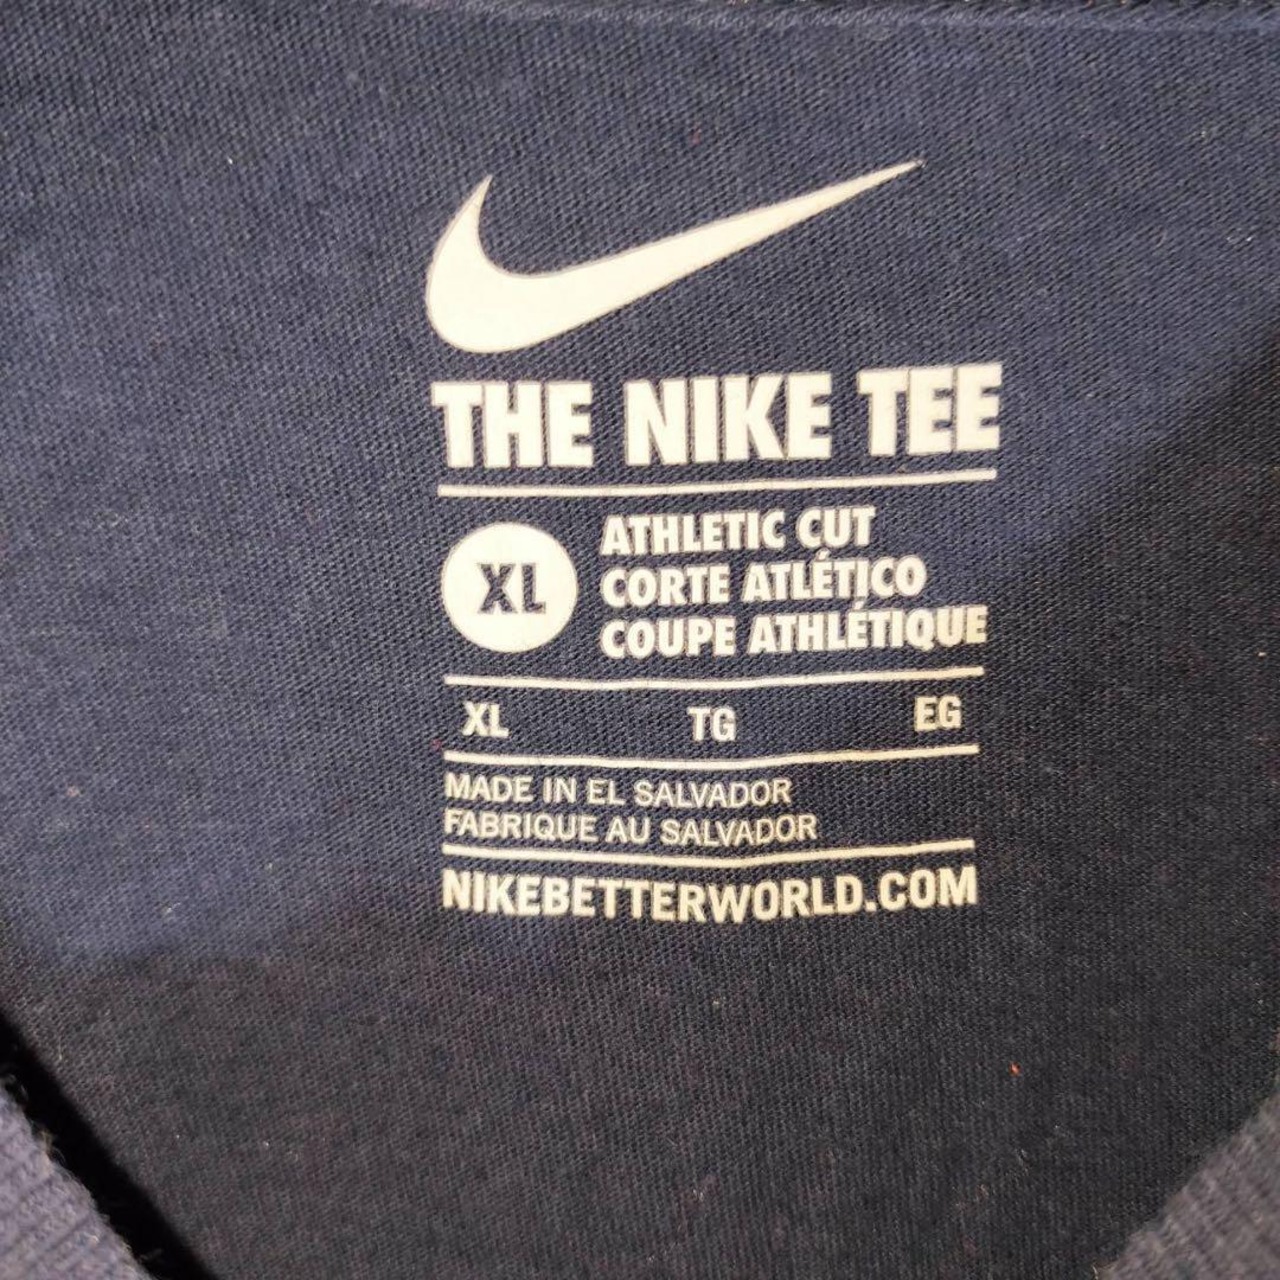 THE NIKE TEE
XL
ATHLETIC CUT
CORTE ATLÉTICO
COUPE ATHLÉTIQUE
XL TG EG
MADE IN EL SALVADOR
FABRIQUE AU SALVADOR
NIKEBETTERWORLD.COM